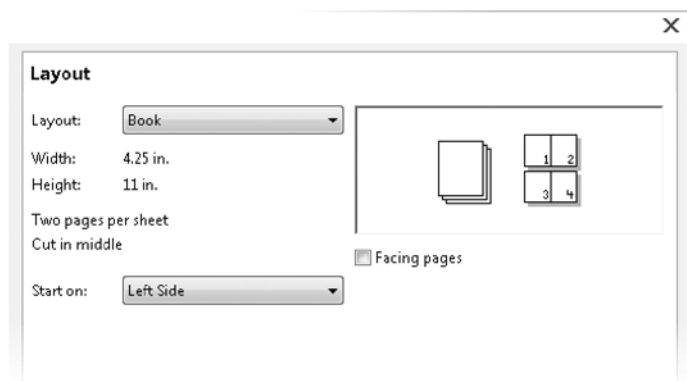 Layout
Layout: Book
Width: 4.25 in.
Height: 11 in.
Two pages per sheet
Cut in middle
Start on: Left Side
1 2
3 4
Facing pages